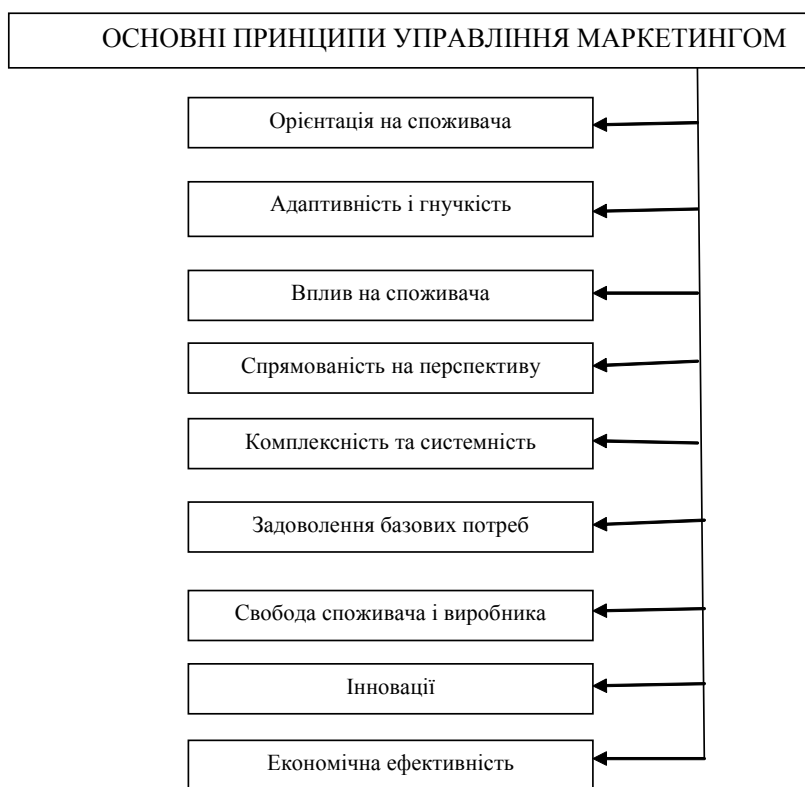 ОСНОВНІ ПРИНЦИПИ УПРАВЛІННЯ МАРКЕТИНГОМ
Орієнтація на споживача
Адаптивність і гнучкість
Вплив на споживача
Спрямованість на перспективу
Комплексність та системність
Задоволення базових потреб
Свобода споживача і виробника
Інновації
Економічна ефективність